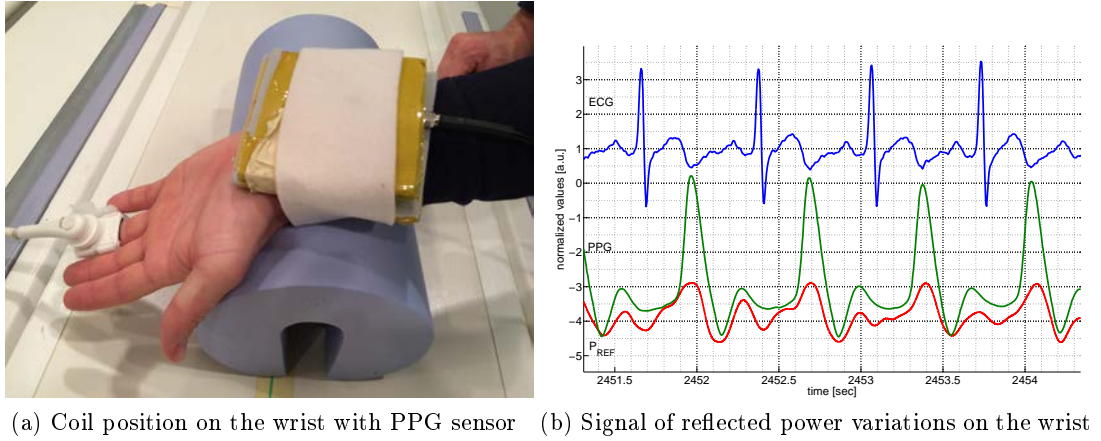 ECG
PPG
P_REF
normalized values [a.u.]
3
2
1
0
−1
−2
−3
−4
−5
2451.5 2452 2452.5 2453 2453.5 2454
time [sec]
(a) Coil position on the wrist with PPG sensor
(b) Signal of reflected power variations on the wrist